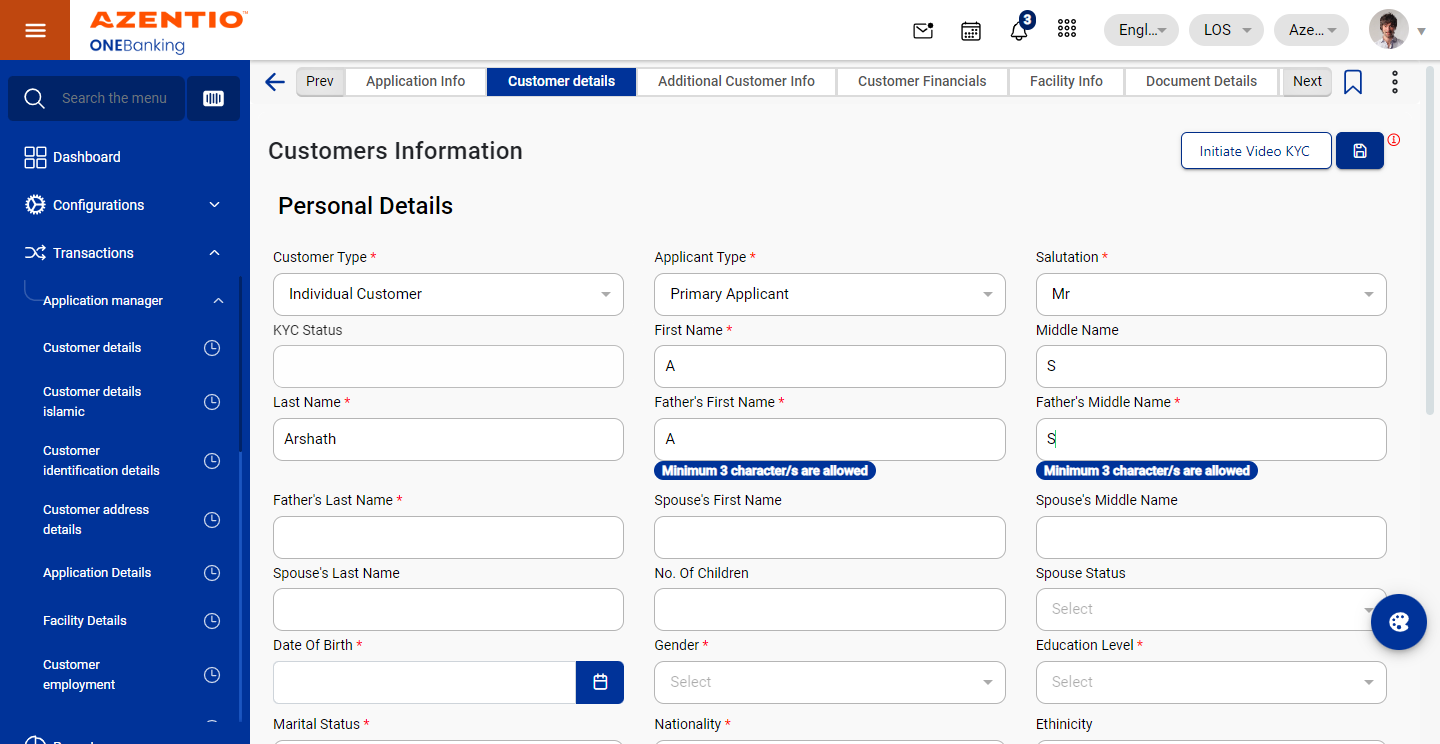 AZENTIO™
ONEBanking
3
Engl...
LOS
Aze...
Search the menu
Prev
Application Info
Customer details
Additional Customer Info
Customer Financials
Facility Info
Document Details
Next
Dashboard
Configurations
Transactions
Application manager
Customer details
Customer details
islamic
Customer
identification details
Customer address
details
Application Details
Facility Details
Customer
employment
Customers Information
Initiate Video KYC
Personal Details
Customer Type *
Applicant Type *
Salutation *
Individual Customer
Primary Applicant
Mr
KYC Status
First Name *
Middle Name
A
S
Last Name *
Father's First Name *
Father's Middle Name *
Arshath
A
S
Minimum 3 character/s are allowed
Minimum 3 character/s are allowed
Father's Last Name *
Spouse's First Name
Spouse's Middle Name
Spouse's Last Name
No. Of Children
Spouse Status
Select
Date Of Birth *
Gender *
Education Level *
Select
Select
Marital Status *
Nationality *
Ethinicity